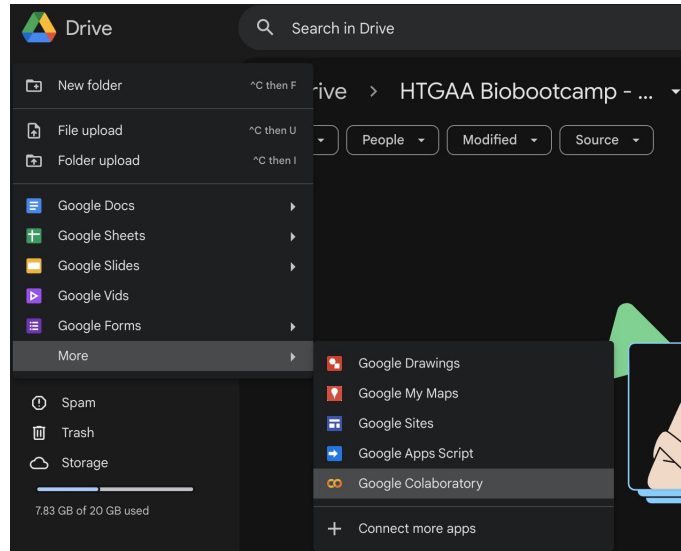 Drive
Search in Drive
New folder ^C then F
rive > HTGAA Biobootcamp - ...
File upload ^C then U
People Modified Source
Folder upload ^C then I
Google Docs
Google Sheets
Google Slides
Google Vids
Google Forms
More
Google Drawings
Google My Maps
Google Sites
Google Apps Script
Google Colaboratory
Connect more apps
Spam
Trash
Storage
7.83 GB of 20 GB used